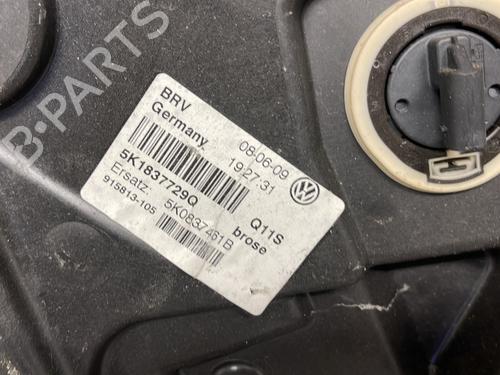 B-PARTS
BRV
Germany
08-06-09
19:27:31
5K1837729Q
Ersatz. 5K0837461B
915813-105
Q11S
brose